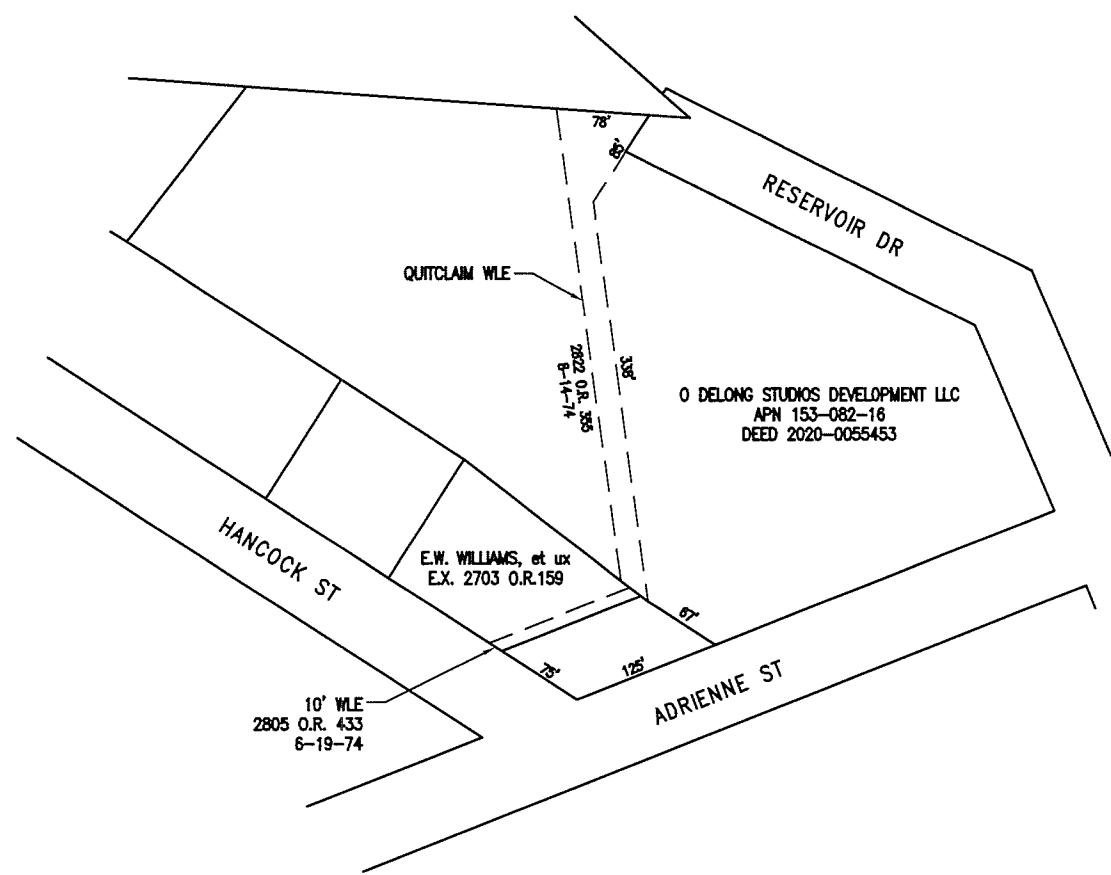 78'
85'
RESERVOIR DR
QUITCLAIM WLE
2822 O.R. 355
8-14-74
338'
O DELONG STUDIOS DEVELOPMENT LLC
APN 153-082-16
DEED 2020-0055453
HANCOCK ST
E.W. WILLIAMS, et ux
E.X. 2703 O.R.159
67'
75'
125'
ADRIENNE ST
10' WLE
2805 O.R. 433
6-19-74